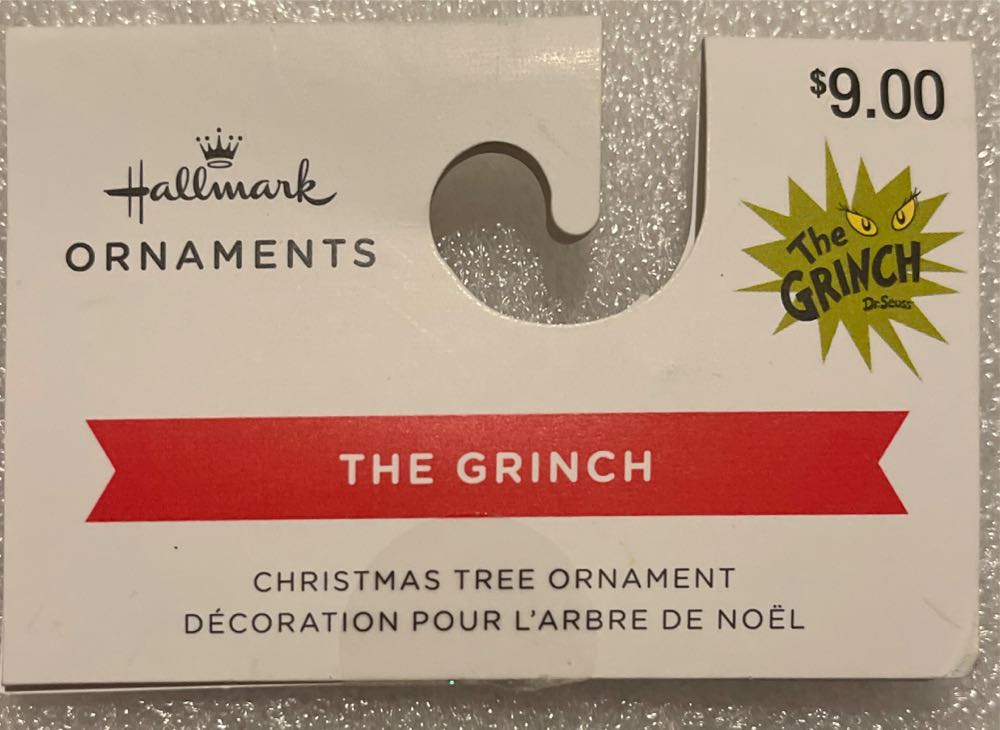 $9.00
Hallmark
ORNAMENTS
The
GRINCH
Dr. Seuss
THE GRINCH
CHRISTMAS TREE ORNAMENT
DÉCORATION POUR L'ARBRE DE NOËL